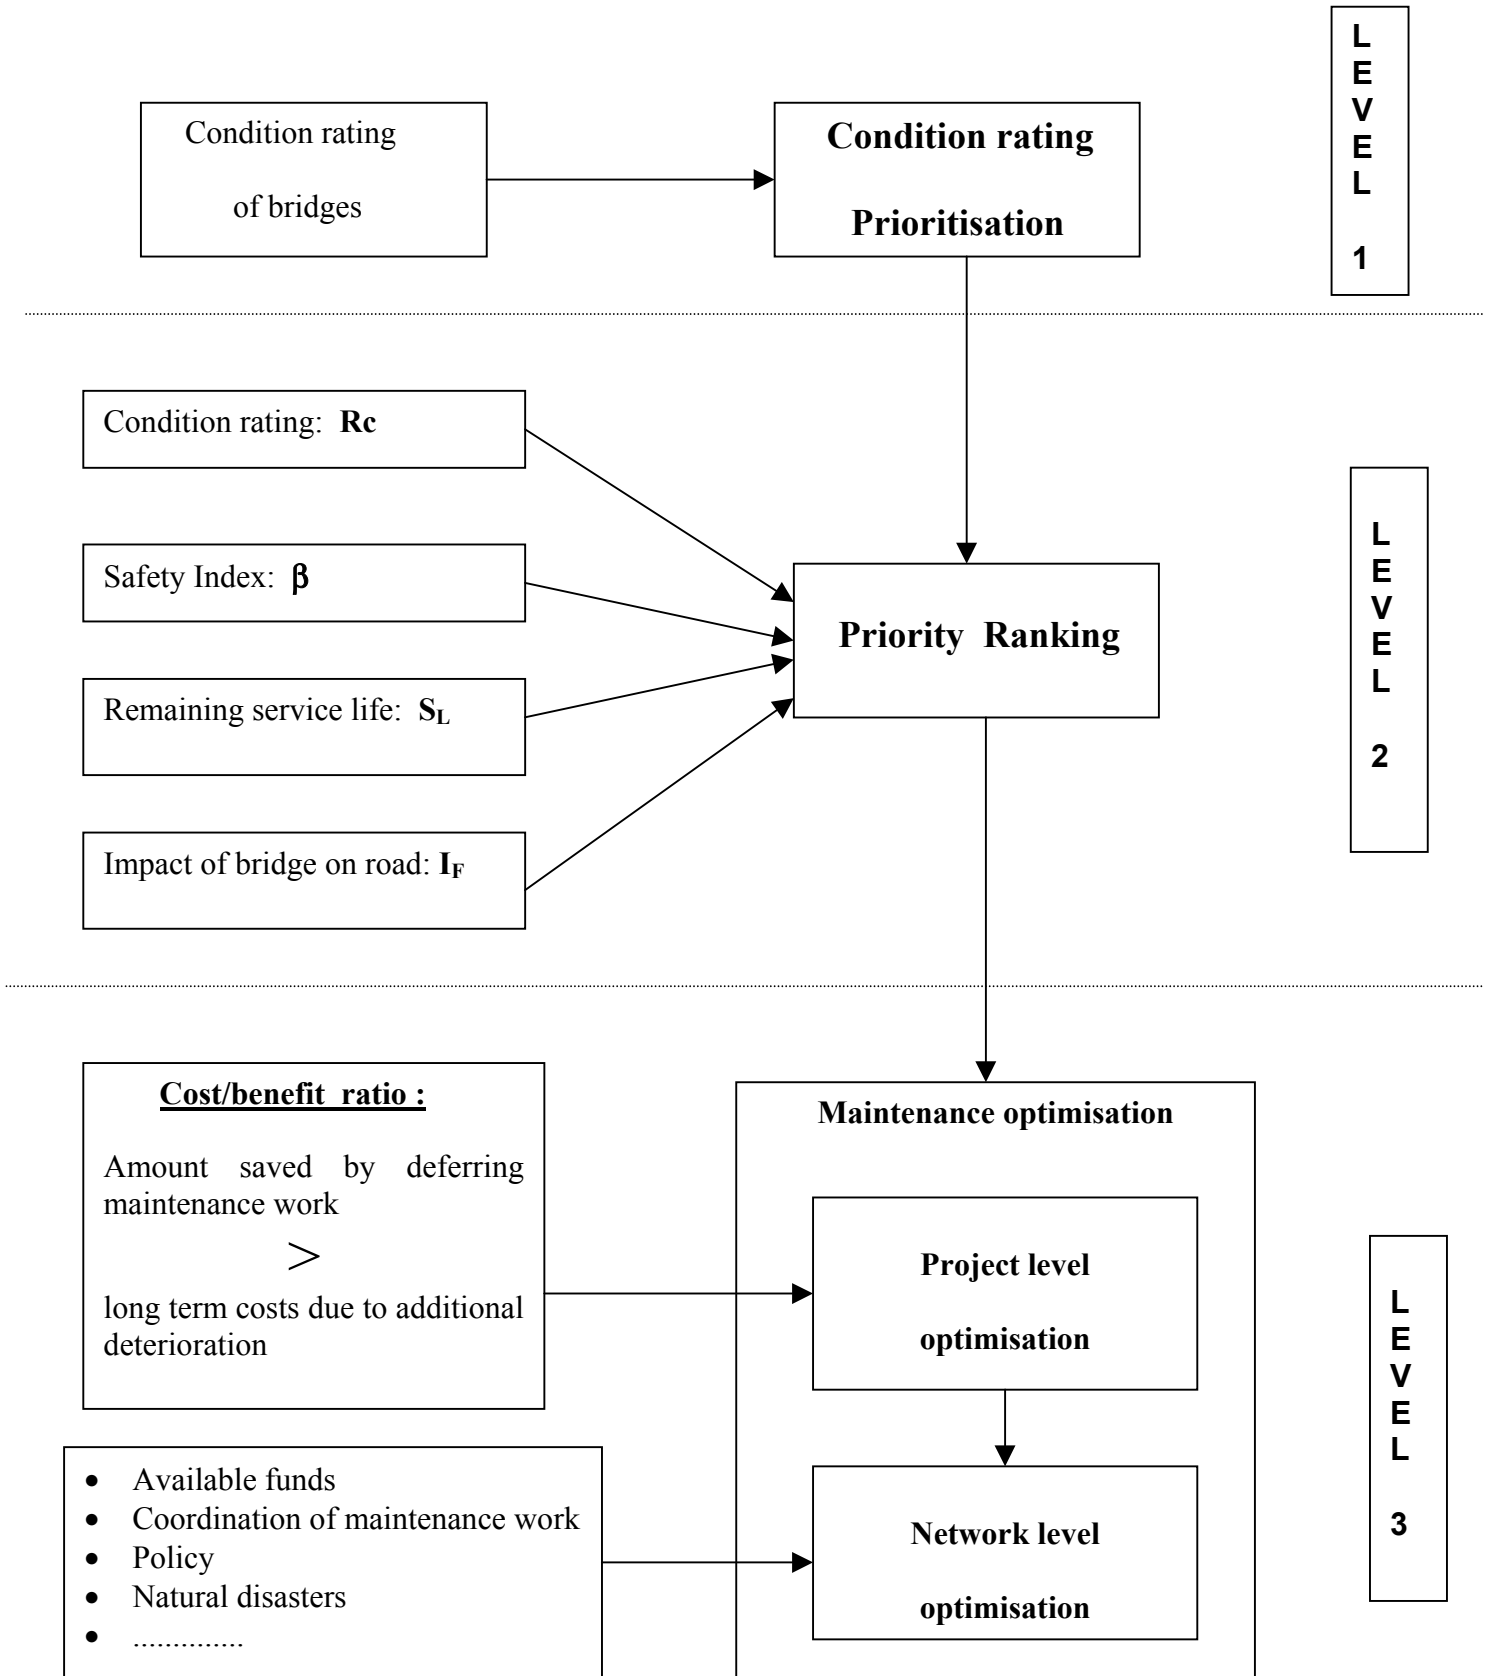 Condition rating
of bridges
Condition rating
Prioritisation
L
E
V
E
L
1
Condition rating: Rc
Safety Index: β
Remaining service life: SL
Impact of bridge on road: IF
Priority Ranking
L
E
V
E
L
2
Cost/benefit ratio :
Amount saved by deferring
maintenance work
>
long term costs due to additional
deterioration
• Available funds
• Coordination of maintenance work
• Policy
• Natural disasters
• ..............
Maintenance optimisation
Project level
optimisation
Network level
optimisation
L
E
V
E
L
3